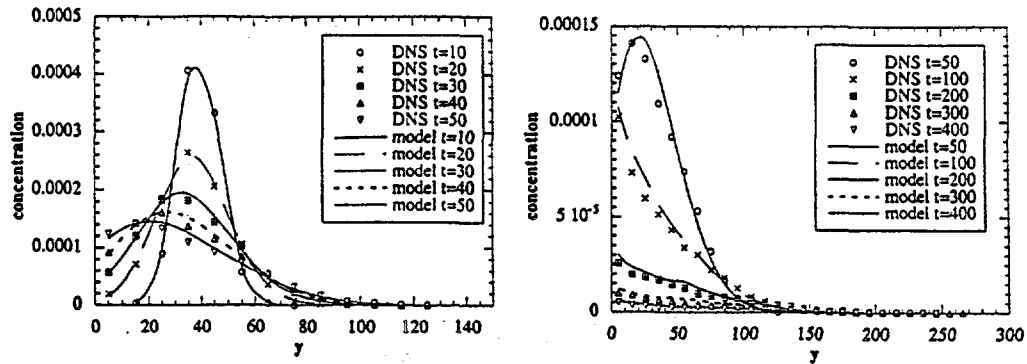 0.0005
0.0004
0.0003
0.0002
0.0001
0
concentration
DNS t=10
DNS t=20
DNS t=30
DNS t=40
DNS t=50
model t=10
model t=20
model t=30
model t=40
model t=50
0 20 40 60 80 100 120 140
y
0.00015
0.0001
5 10⁻⁵
0
concentration
DNS t=50
DNS t=100
DNS t=200
DNS t=300
DNS t=400
model t=50
model t=100
model t=200
model t=300
model t=400
0 50 100 150 200 250 300
y